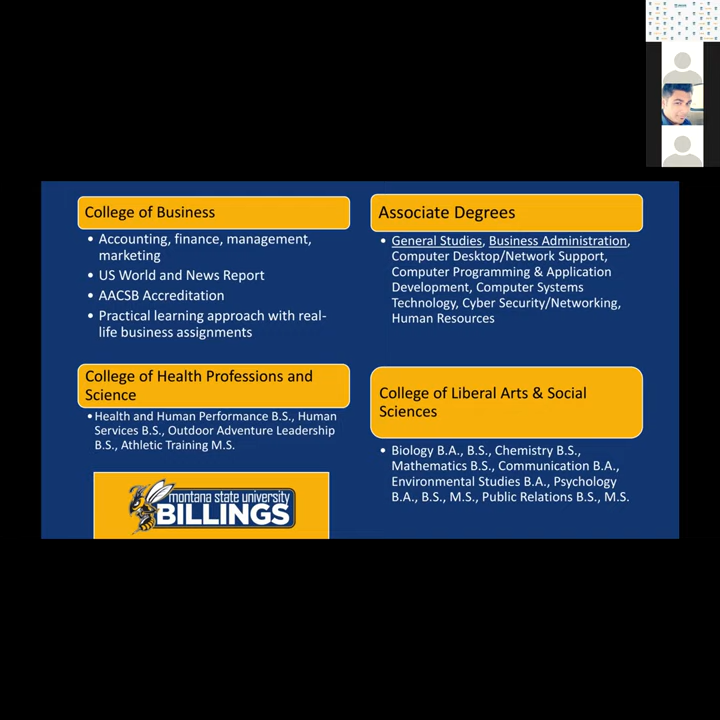 College of Business
• Accounting, finance, management,
marketing
• US World and News Report
• AACSB Accreditation
• Practical learning approach with real-
life business assignments
Associate Degrees
• General Studies, Business Administration,
Computer Desktop/Network Support,
Computer Programming & Application
Development, Computer Systems
Technology, Cyber Security/Networking,
Human Resources
College of Health Professions and
Science
• Health and Human Performance B.S., Human
Services B.S., Outdoor Adventure Leadership
B.S., Athletic Training M.S.
College of Liberal Arts & Social
Sciences
• Biology B.A., B.S., Chemistry B.S.,
Mathematics B.S., Communication B.A.,
Environmental Studies B.A., Psychology
B.A., B.S., M.S., Public Relations B.S., M.S.
montana state university
BILLINGS